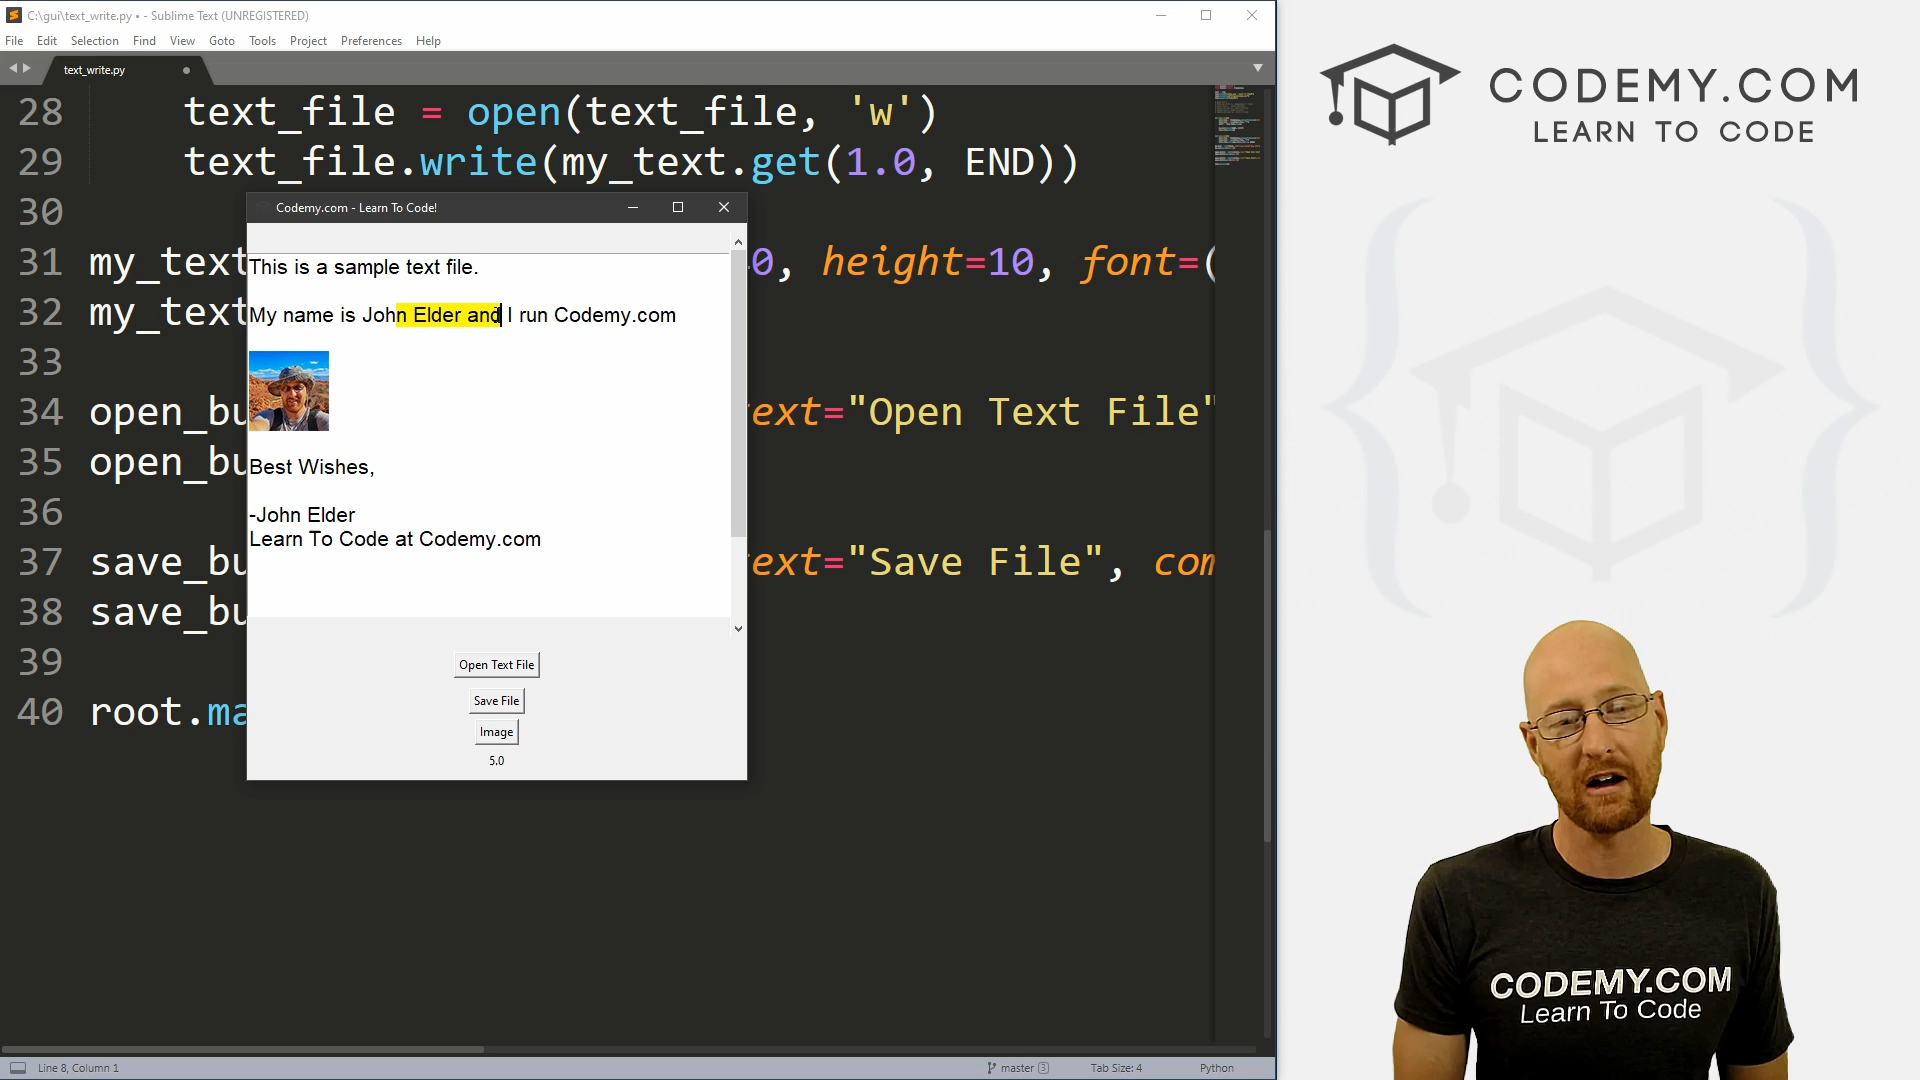 C:\gui\text_write.py • - Sublime Text (UNREGISTERED)
File Edit Selection Find View Goto Tools Project Preferences Help
text_write.py
28 text_file = open(text_file, 'w')
29 text_file.write(my_text.get(1.0, END))
30
31 my_text 0, height=10, font=(
32 my_text
33
34 open_bu ext="Open Text File"
35 open_bu
36
37 save_bu ext="Save File", com
38 save_bu
39
40 root.ma
Codemy.com - Learn To Code!
This is a sample text file.
My name is John Elder and I run Codemy.com
Best Wishes,
-John Elder
Learn To Code at Codemy.com
Open Text File
Save File
Image
5.0
Line 8, Column 1
master 3
Tab Size: 4
Python
CODEMY.COM
LEARN TO CODE
CODEMY.COM
Learn To Code